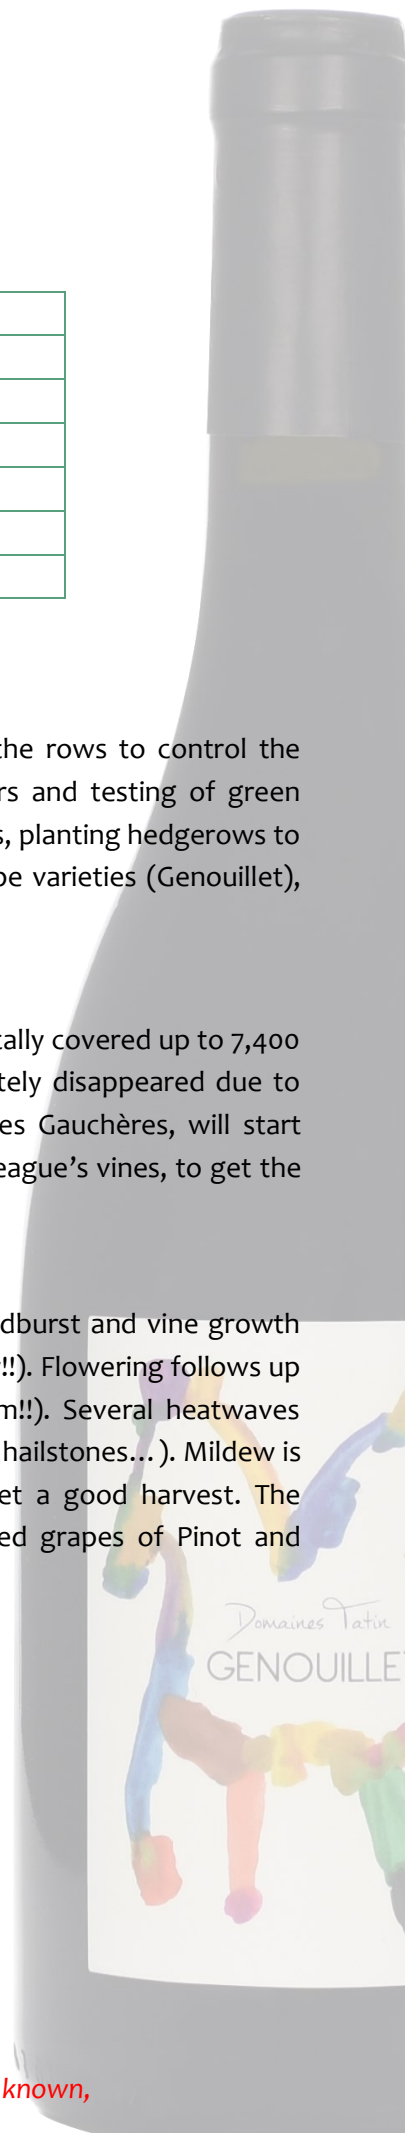 the rows to control the
rs and testing of green
s, planting hedgerows to
pe varieties (Genouillet),
tally covered up to 7,400
tely disappeared due to
es Gauchères, will start
eague's vines, to get the
dburst and vine growth
!!). Flowering follows up
m!!). Several heatwaves
hailstones...). Mildew is
et a good harvest. The
ed grapes of Pinot and
Domaines Tatin
GENOUILLE
known,